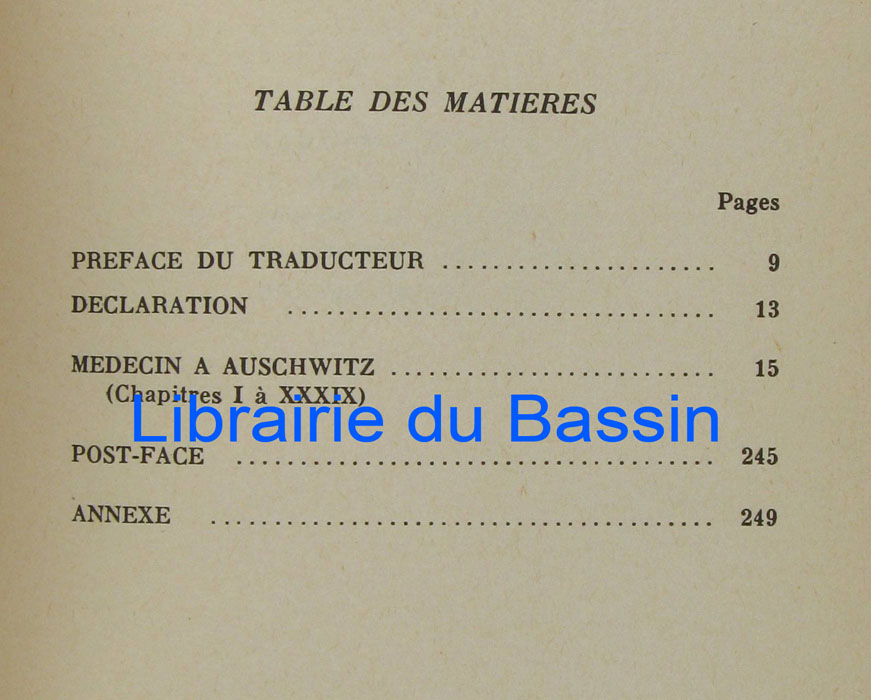 TABLE DES MATIERES
Pages
PREFACE DU TRADUCTEUR ...................... 9
DECLARATION .................................. 13
MEDECIN A AUSCHWITZ .......................... 15
(Chapitres I à XXXIX)
Librairie du Bassin
POST-FACE ...................................... 245
ANNEXE ........................................ 249